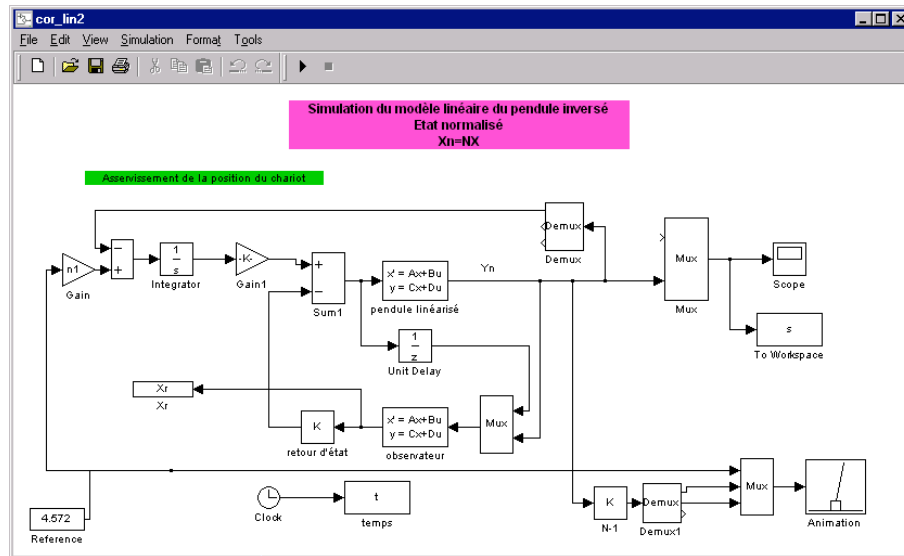 cor_lin2
File Edit View Simulation Format Tools
Simulation du modèle linéaire du pendule inversé
Etat normalisé
Xn=NX
Asservissement de la position du chariot
n1
Gain
−
+
1
s
Integrator
-K-
Gain1
+
−
Sum1
x' = Ax+Bu
y = Cx+Du
pendule linéarisé
Yn
Demux
Demux
Mux
Mux
Scope
s
To Workspace
1
z
Unit Delay
Xr
Xr
K
retour d'état
x' = Ax+Bu
y = Cx+Du
observateur
Mux
4.572
Reference
Clock
t
temps
K
N-1
Demux
Demux1
Mux
Animation